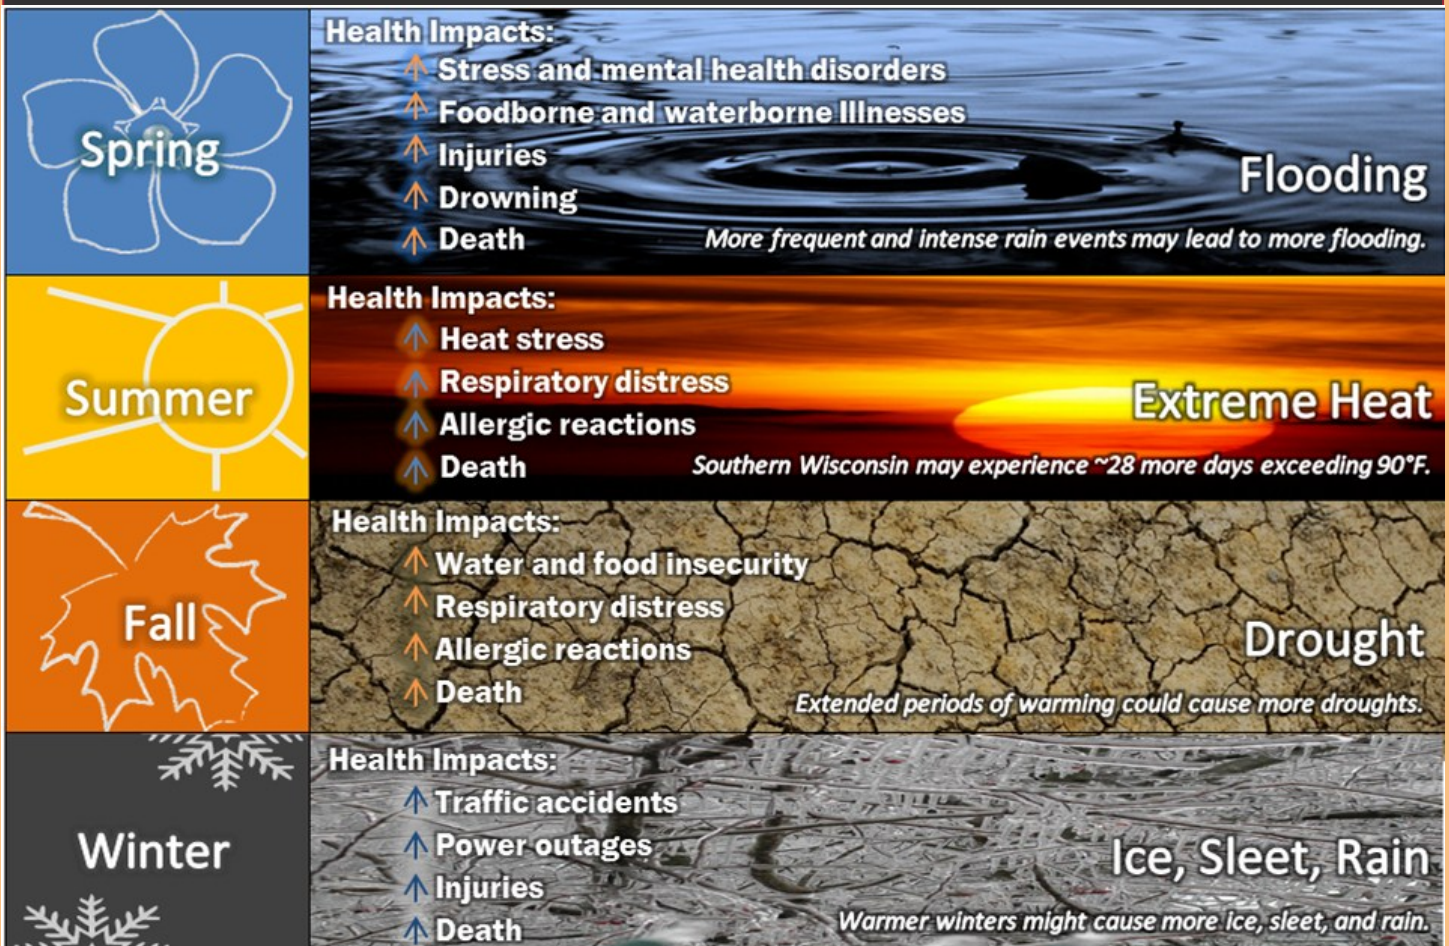 Spring
Health Impacts:
↑ Stress and mental health disorders
↑ Foodborne and waterborne Illnesses
↑ Injuries
↑ Drowning
↑ Death
Flooding
More frequent and intense rain events may lead to more flooding.
Summer
Health Impacts:
↑ Heat stress
↑ Respiratory distress
↑ Allergic reactions
↑ Death
Extreme Heat
Southern Wisconsin may experience ~28 more days exceeding 90°F.
Fall
Health Impacts:
↑ Water and food insecurity
↑ Respiratory distress
↑ Allergic reactions
↑ Death
Drought
Extended periods of warming could cause more droughts.
Winter
Health Impacts:
↑ Traffic accidents
↑ Power outages
↑ Injuries
↑ Death
Ice, Sleet, Rain
Warmer winters might cause more ice, sleet, and rain.